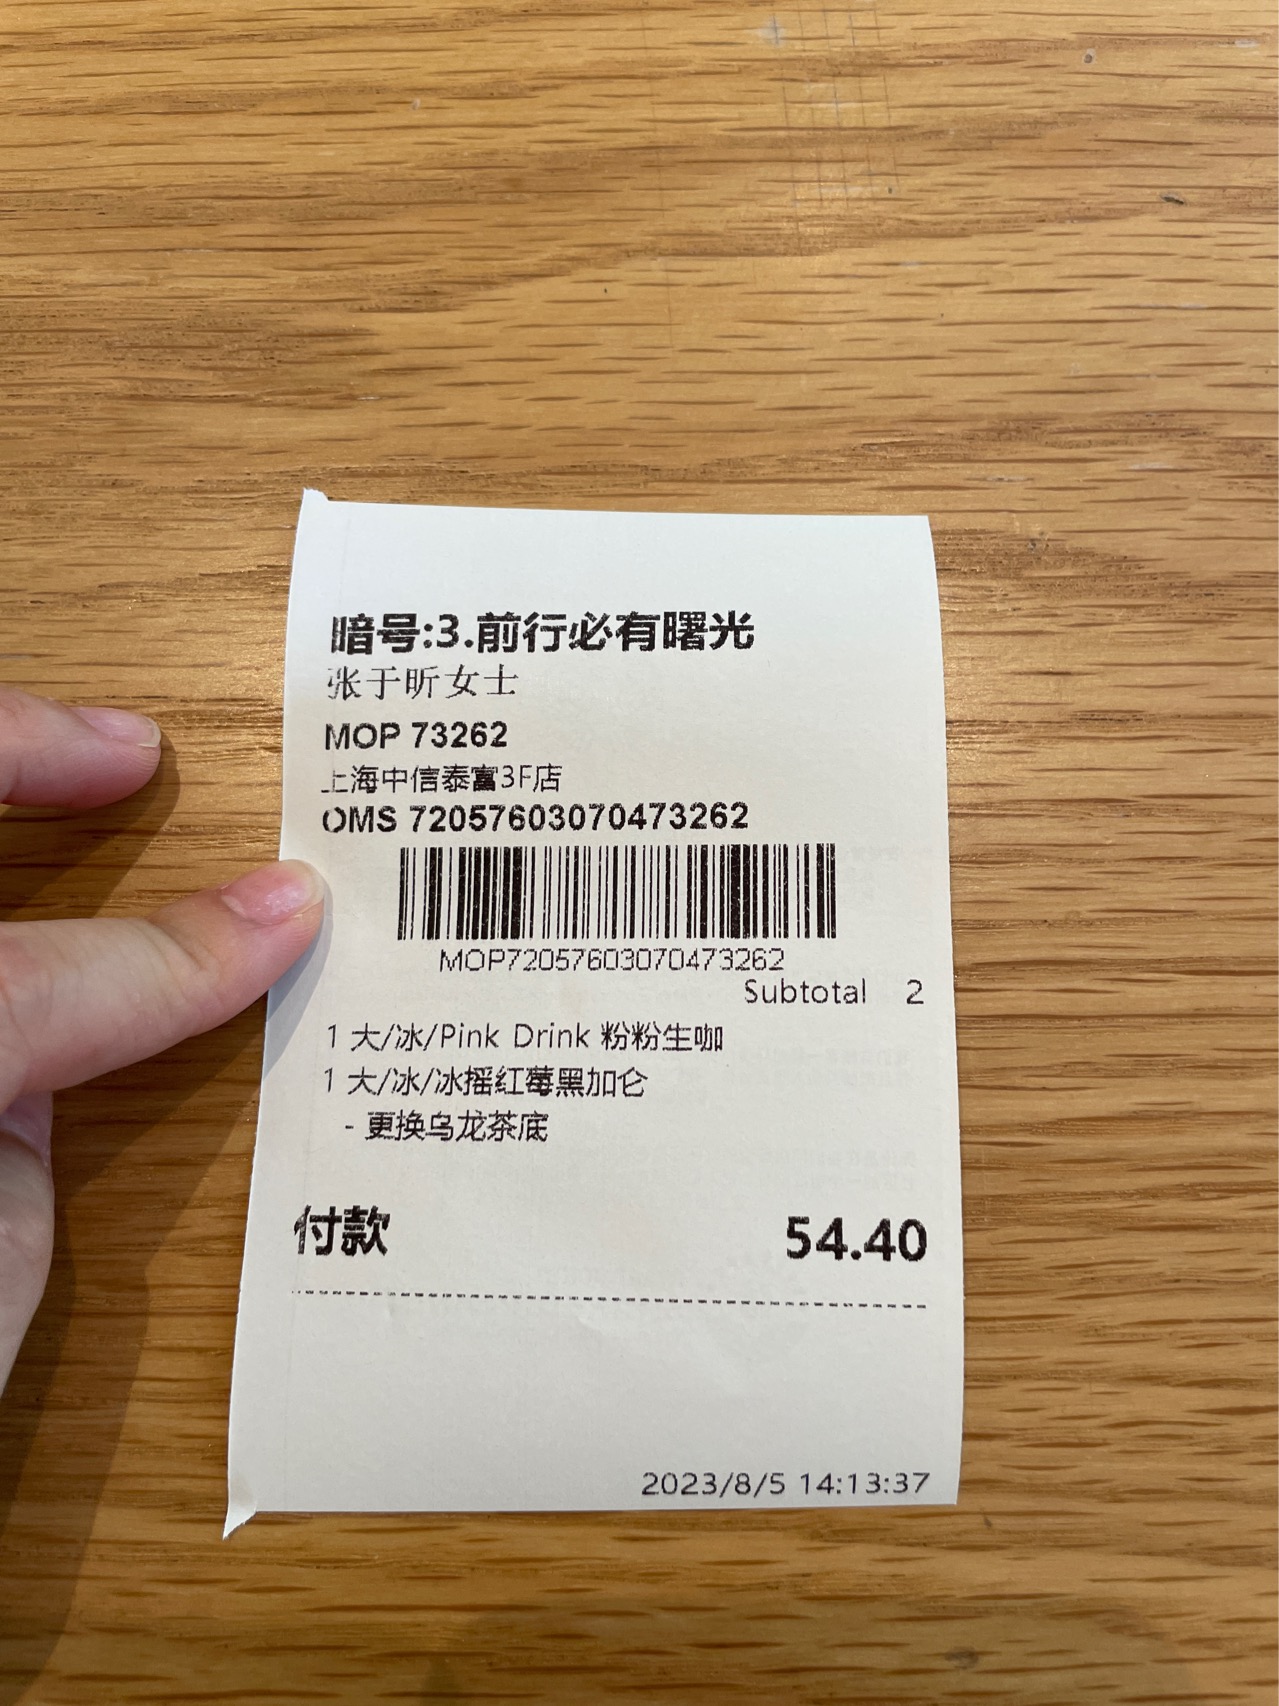 暗号:3.前行必有曙光
张于昕女士
MOP 73262
上海中信泰富3F店
OMS 72057603070473262
MOP72057603070473262
Subtotal 2
1 大/冰/Pink Drink 粉粉生咖
1 大/冰/冰摇红莓黑加仑
- 更换乌龙茶底
付款 54.40
2023/8/5 14:13:37